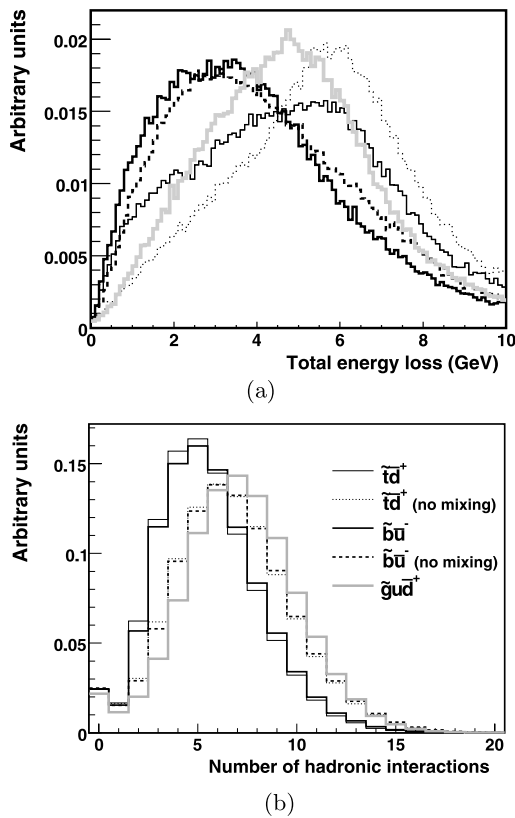 Arbitrary units
0.02
0.015
0.01
0.005
0
0 2 4 6 8 10
Total energy loss (GeV)
(a)
Arbitrary units
0.15
0.1
0.05
0
t̃d̅⁺
t̃d̅⁺ (no mixing)
b̃u̅⁻
b̃u̅⁻ (no mixing)
g̃ud̅⁺
0 5 10 15 20
Number of hadronic interactions
(b)